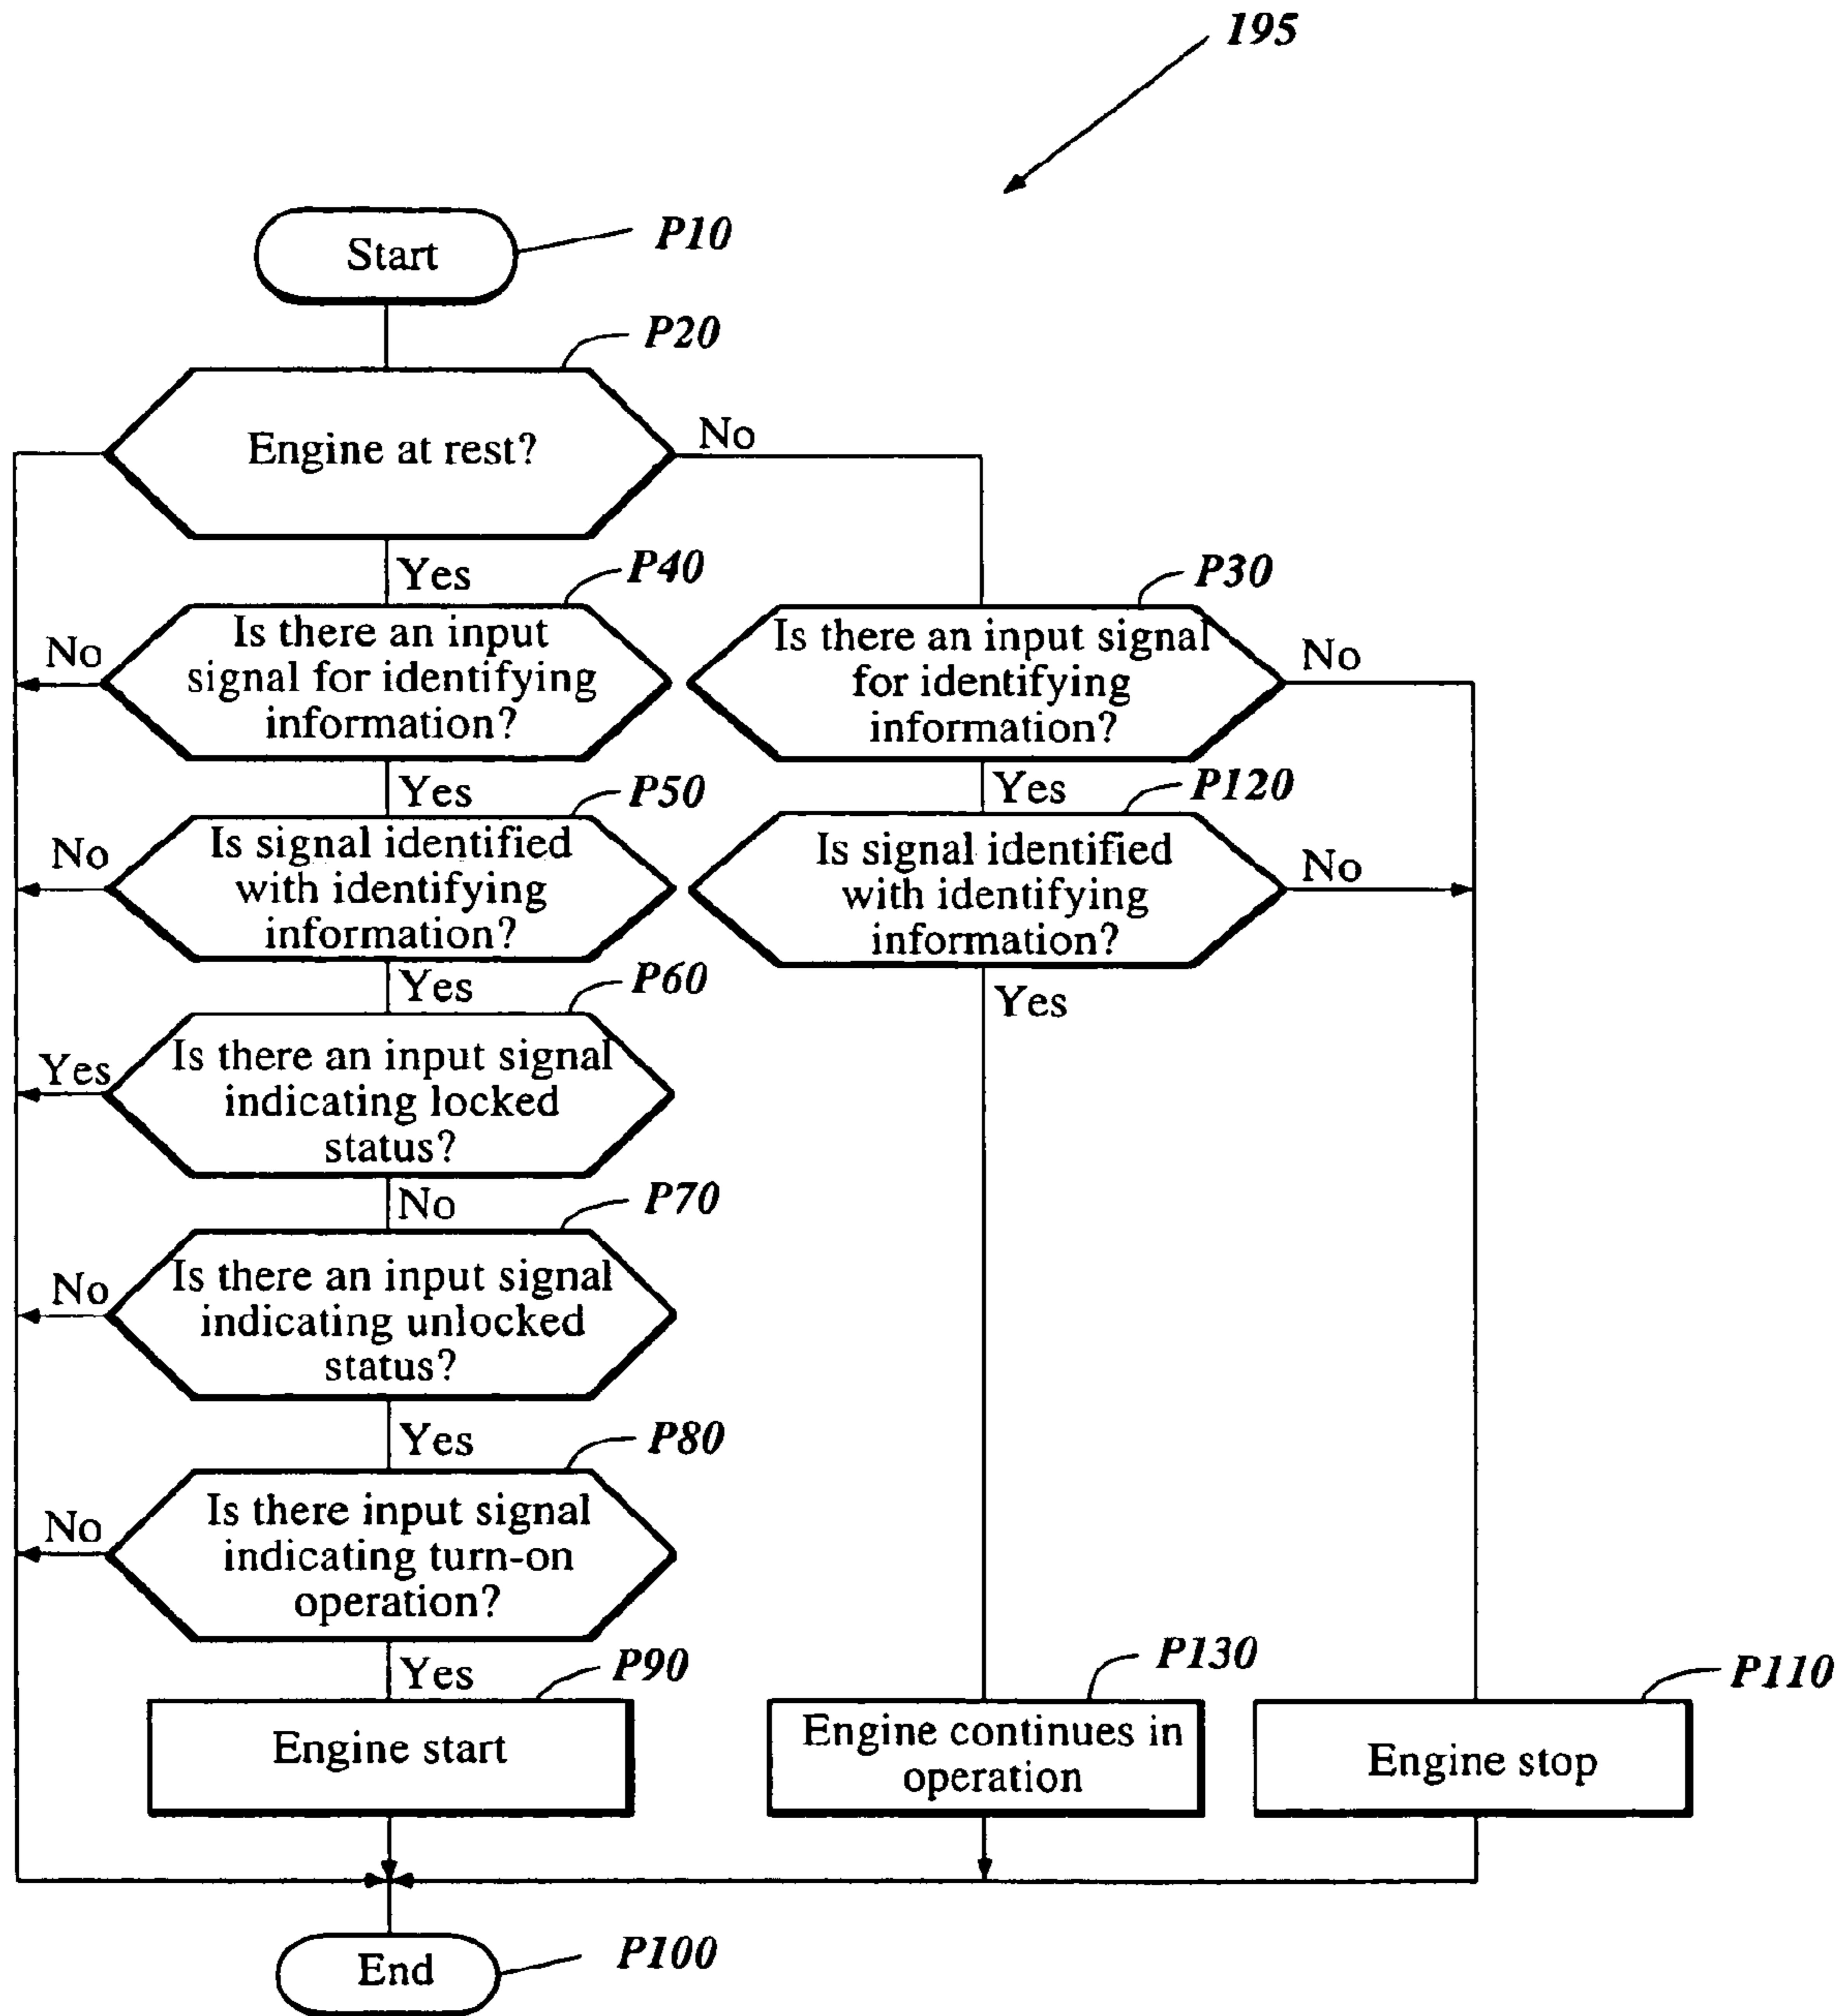 195
Start
P10
P20
Engine at rest?
No
Yes
P40
P30
No
Is there an input
signal for identifying
information?
Is there an input signal
for identifying
information?
No
Yes
P50
Yes
P120
No
Is signal identified
with identifying
information?
Is signal identified
with identifying
information?
No
Yes
P60
Yes
Yes
Is there an input signal
indicating locked
status?
No
P70
No
Is there an input signal
indicating unlocked
status?
Yes
P80
No
Is there input signal
indicating turn-on
operation?
Yes
P90
P130
P110
Engine start
Engine continues in
operation
Engine stop
End
P100